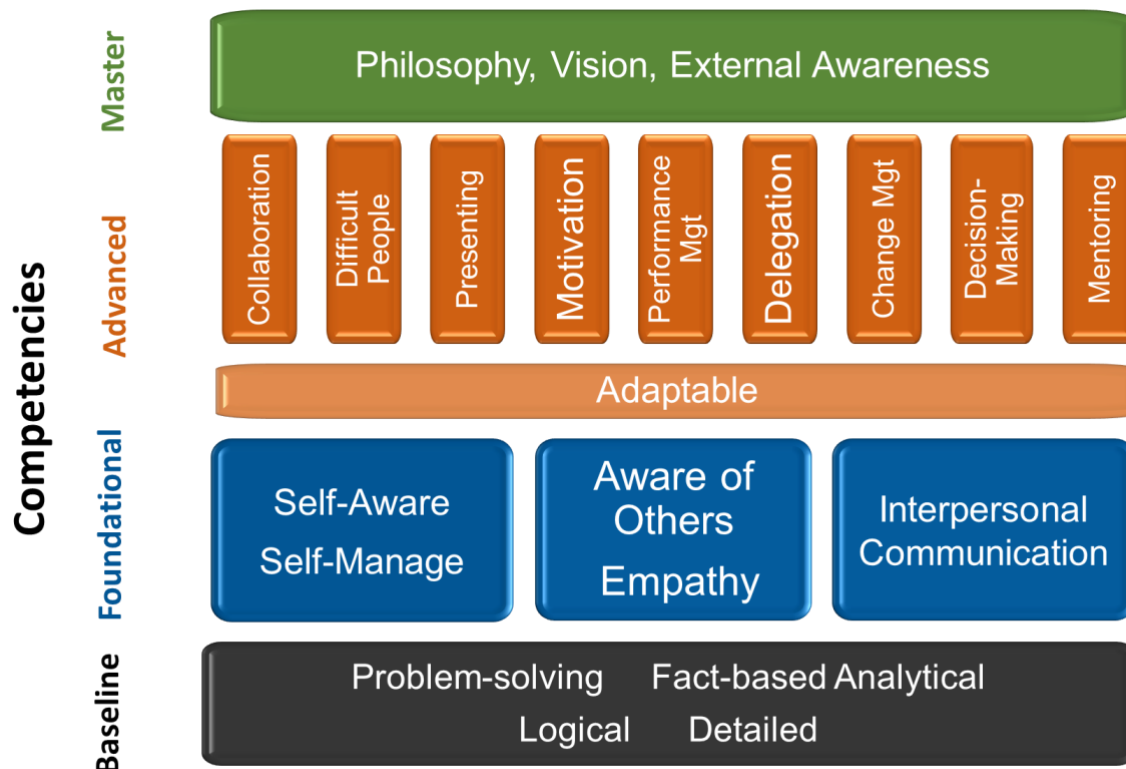 Competencies
Master
Philosophy, Vision, External Awareness
Advanced
Collaboration
Difficult
People
Presenting
Motivation
Performance
Mgt
Delegation
Change Mgt
Decision-
Making
Mentoring
Adaptable
Foundational
Self-Aware
Self-Manage
Aware of
Others
Empathy
Interpersonal
Communication
Baseline
Problem-solving Fact-based Analytical
Logical Detailed